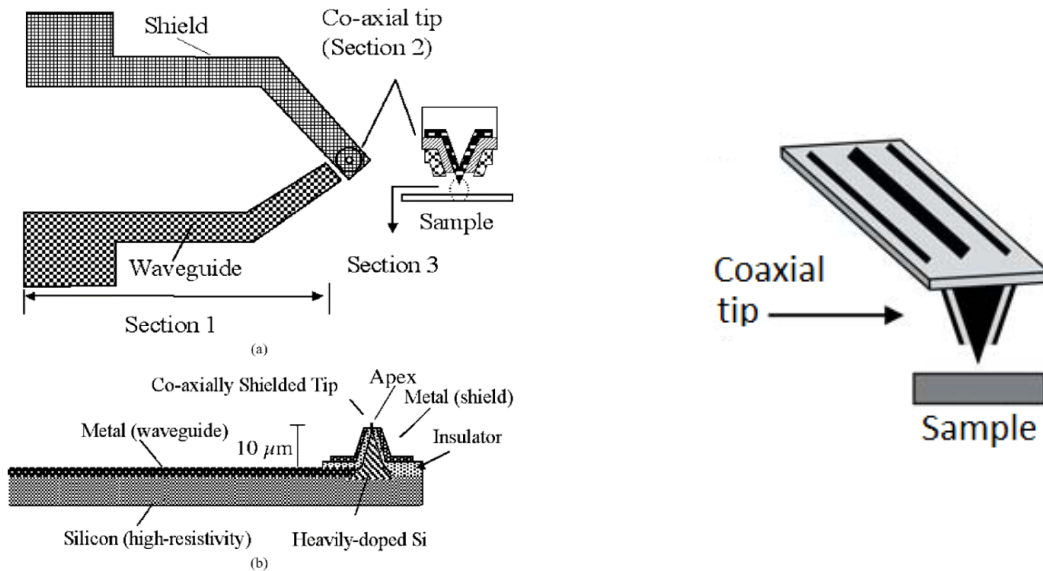 Shield
Co-axial tip
(Section 2)
Sample
Waveguide
Section 3
Section 1
(a)
Co-axially Shielded Tip
Apex
Metal (shield)
Metal (waveguide)
10 μm
Insulator
Silicon (high-resistivity)
Heavily-doped Si
(b)
Coaxial
tip
Sample